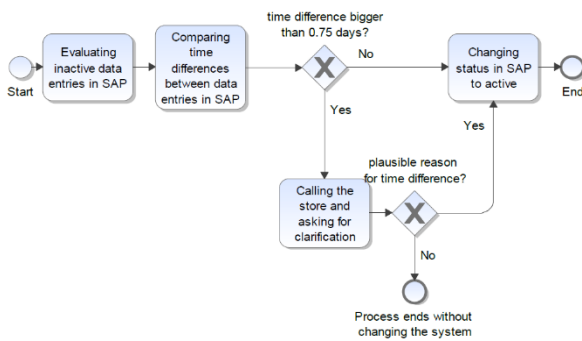 time difference bigger
than 0.75 days?
Evaluating
inactive data
entries in SAP
Comparing
time
differences
between data
entries in SAP
No
Changing
status in SAP
to active
Start
End
Yes
Yes
plausible reason
for time difference?
Calling the
store and
asking for
clarification
No
Process ends without
changing the system